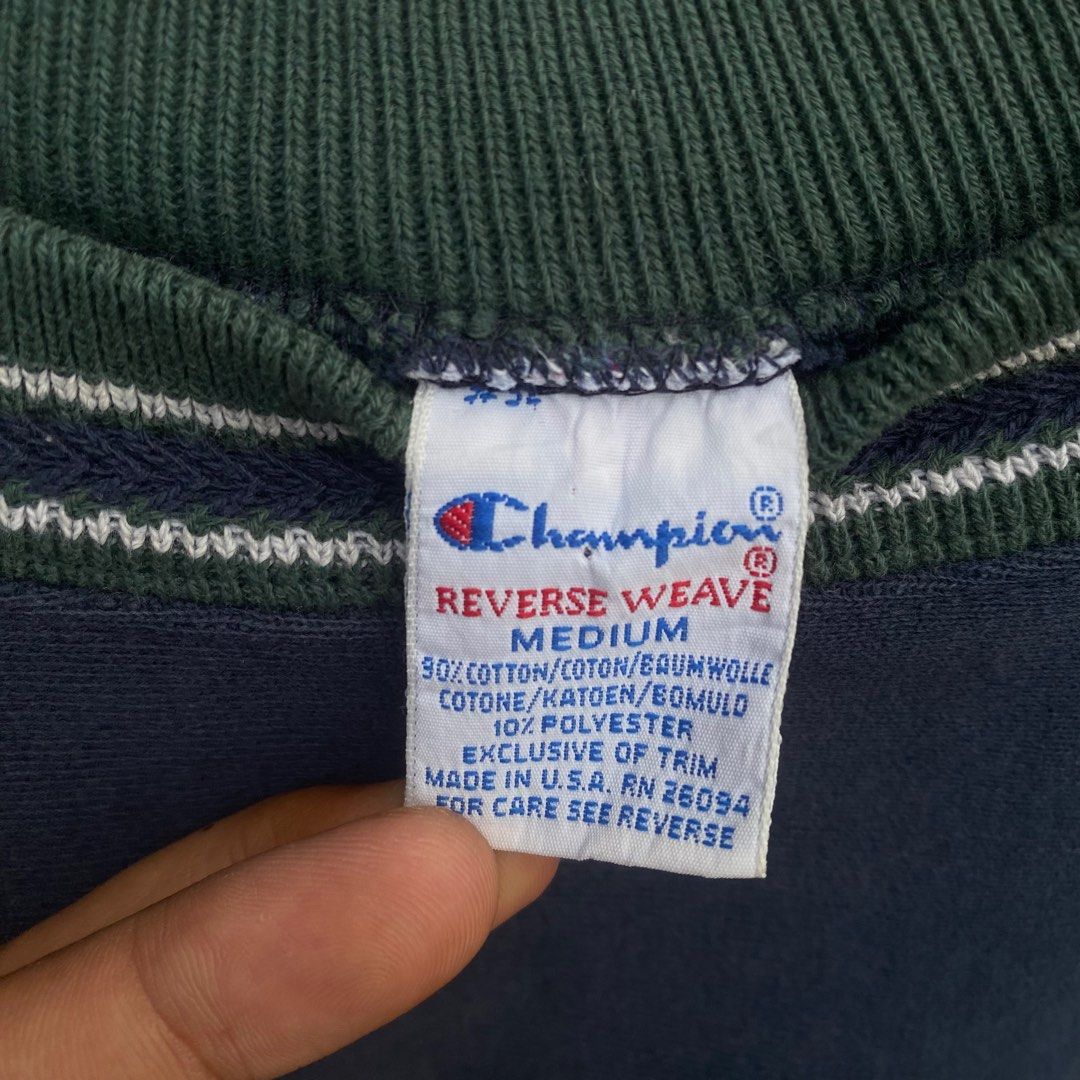 Champion®
REVERSE WEAVE®
MEDIUM
90% COTTON/COTON/BAUMWOLLE
COTONE/KATOEN/BOMULD
10% POLYESTER
EXCLUSIVE OF TRIM
MADE IN U.S.A. RN 26094
FOR CARE SEE REVERSE